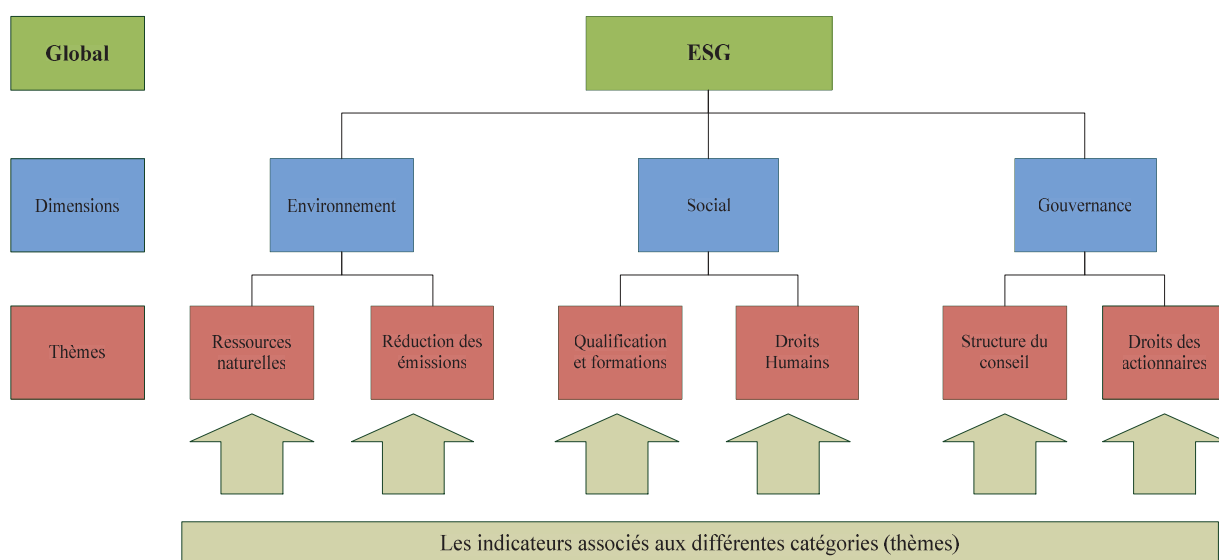 Global
ESG
Dimensions
Environnement
Social
Gouvernance
Thèmes
Ressources
naturelles
Réduction des
émissions
Qualification
et formations
Droits
Humains
Structure du
conseil
Droits des
actionnaires
Les indicateurs associés aux différentes catégories (thèmes)